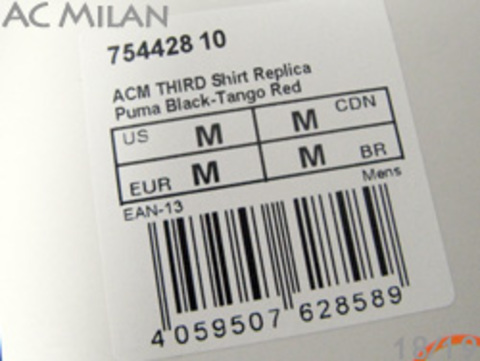 AC MILAN
754428 10
ACM THIRD Shirt Replica
Puma Black-Tango Red
US M M CDN
EUR M M BR
EAN-13 Mens
4 059507 628589